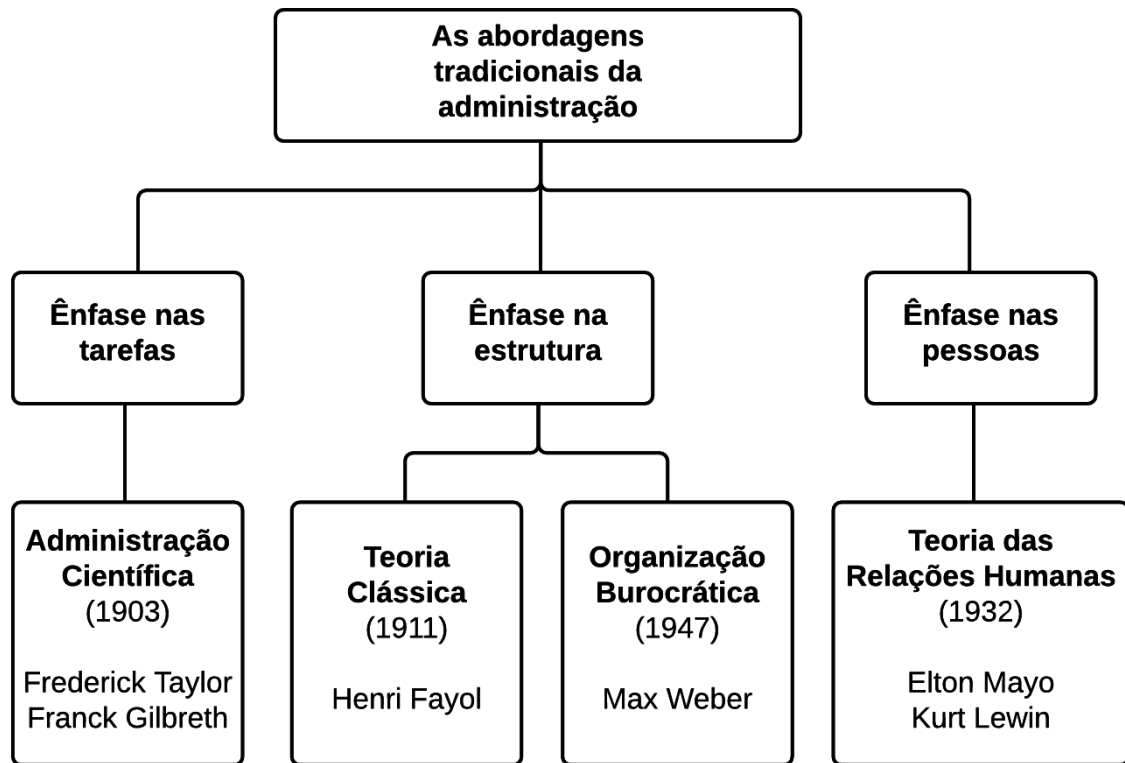 As abordagens
tradicionais da
administração
Ênfase nas
tarefas
Ênfase na
estrutura
Ênfase nas
pessoas
Administração
Científica
(1903)
Frederick Taylor
Franck Gilbreth
Teoria
Clássica
(1911)
Henri Fayol
Organização
Burocrática
(1947)
Max Weber
Teoria das
Relações Humanas
(1932)
Elton Mayo
Kurt Lewin